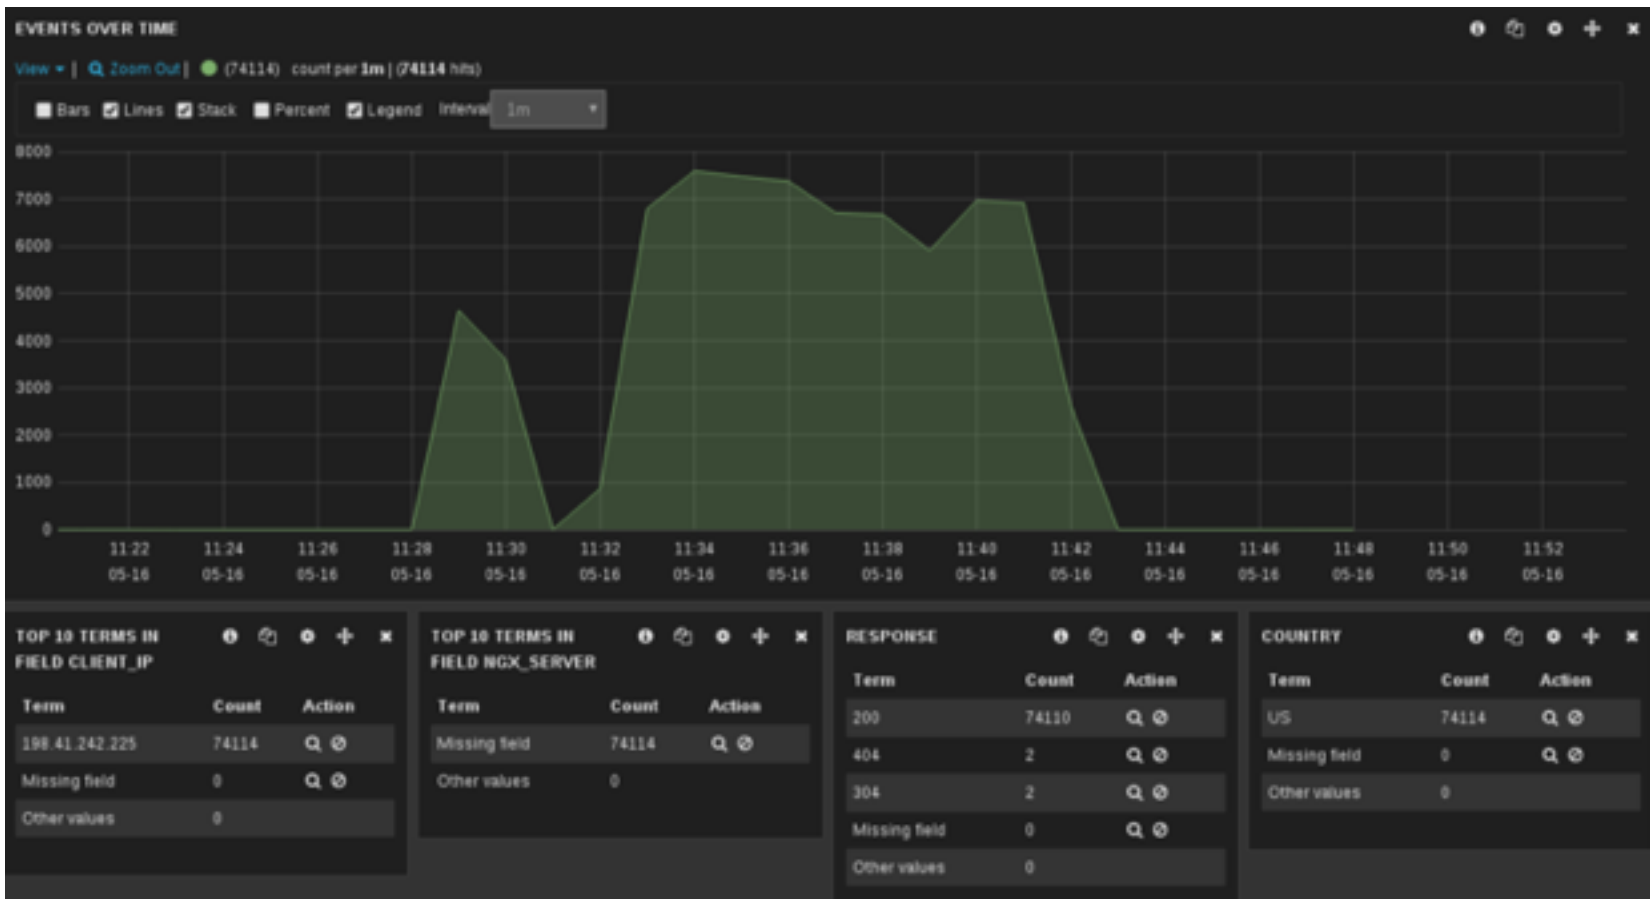 EVENTS OVER TIME
View | Zoom Out | (74114) count per 1m | (74114 hits)
Bars Lines Stack Percent Legend Interval 1m
8000
7000
6000
5000
4000
3000
2000
1000
0
11:22 11:24 11:26 11:28 11:30 11:32 11:34 11:36 11:38 11:40 11:42 11:44 11:46 11:48 11:50 11:52
05-16 05-16 05-16 05-16 05-16 05-16 05-16 05-16 05-16 05-16 05-16 05-16 05-16 05-16 05-16 05-16
TOP 10 TERMS IN
FIELD CLIENT_IP
Term Count Action
198.41.242.225 74114
Missing field 0
Other values 0
TOP 10 TERMS IN
FIELD NGX_SERVER
Term Count Action
Missing field 74114
Other values 0
RESPONSE
Term Count Action
200 74110
404 2
304 2
Missing field 0
Other values 0
COUNTRY
Term Count Action
US 74114
Missing field 0
Other values 0